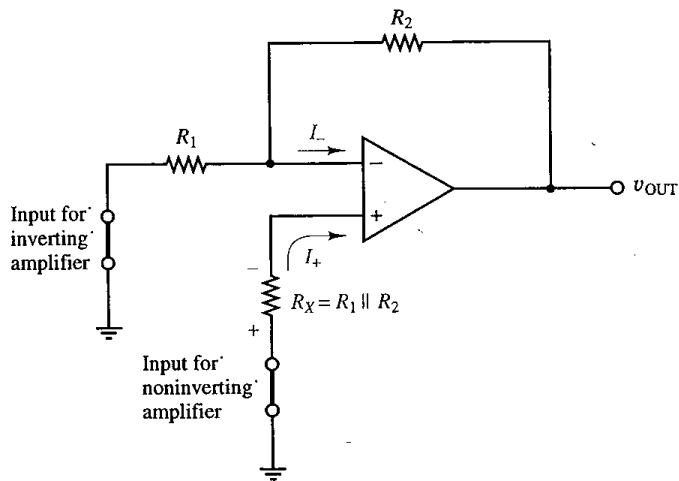 R2
R1
I−
−
vOUT
Input for
inverting
amplifier
+
I+
−
RX = R1 || R2
+
Input for
noninverting
amplifier